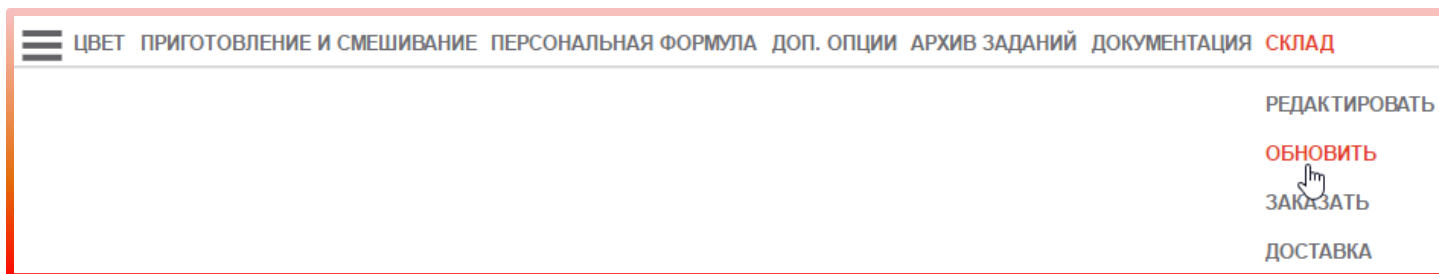 ЦВЕТ ПРИГОТОВЛЕНИЕ И СМЕШИВАНИЕ ПЕРСОНАЛЬНАЯ ФОРМУЛА ДОП. ОПЦИИ АРХИВ ЗАДАНИЙ ДОКУМЕНТАЦИЯ СКЛАД
РЕДАКТИРОВАТЬ
ОБНОВИТЬ
ЗАКАЗАТЬ
ДОСТАВКА